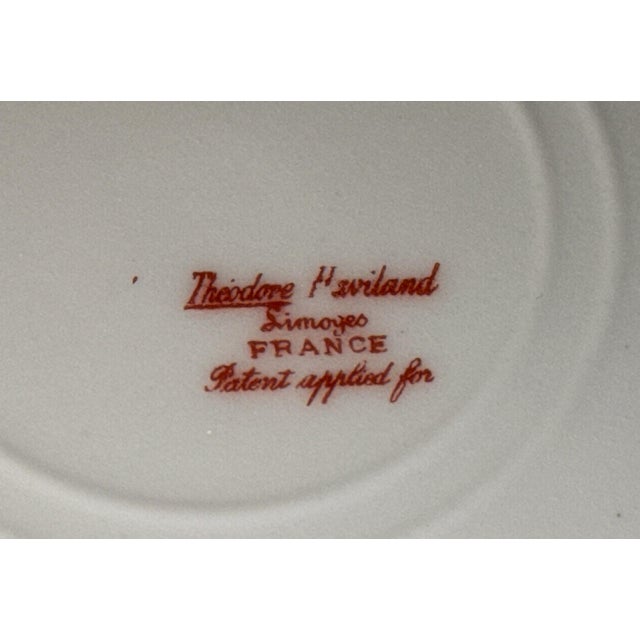 Théodore Haviland
Limoges
FRANCE
Patent applied for